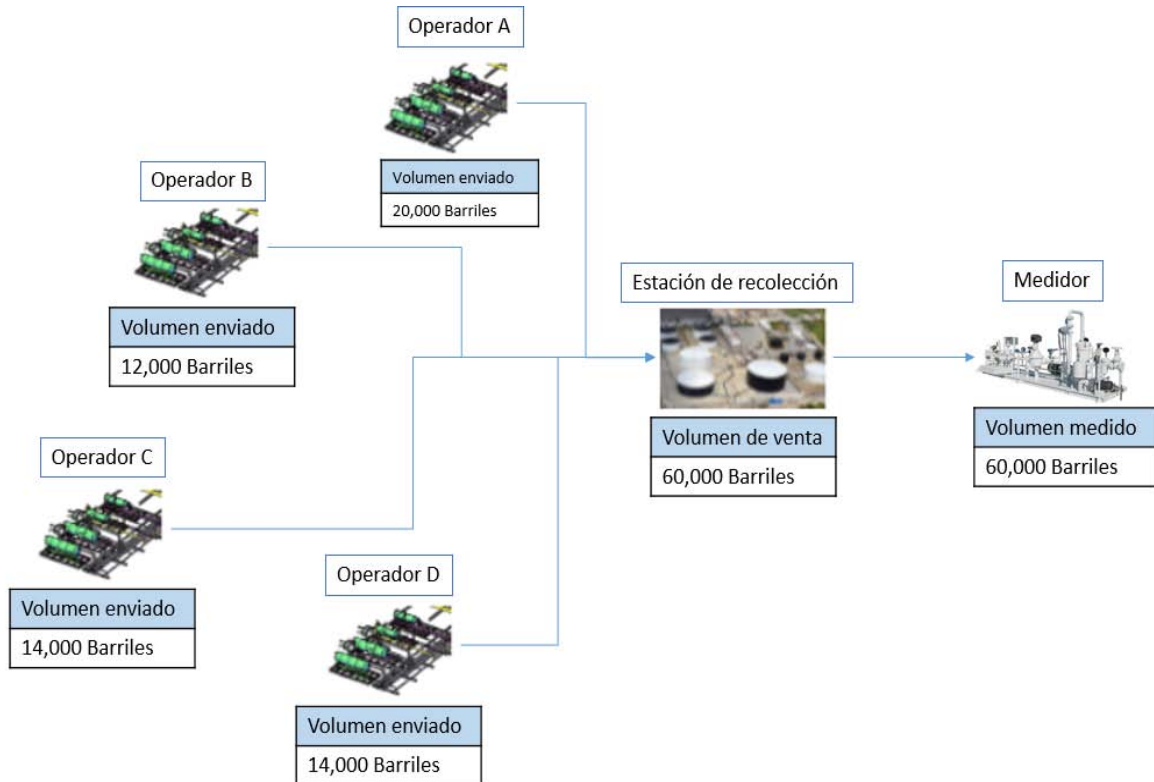 Operador A
Volumen enviado
20,000 Barriles
Operador B
Volumen enviado
12,000 Barriles
Estación de recolección
Volumen de venta
60,000 Barriles
Medidor
Volumen medido
60,000 Barriles
Operador C
Volumen enviado
14,000 Barriles
Operador D
Volumen enviado
14,000 Barriles